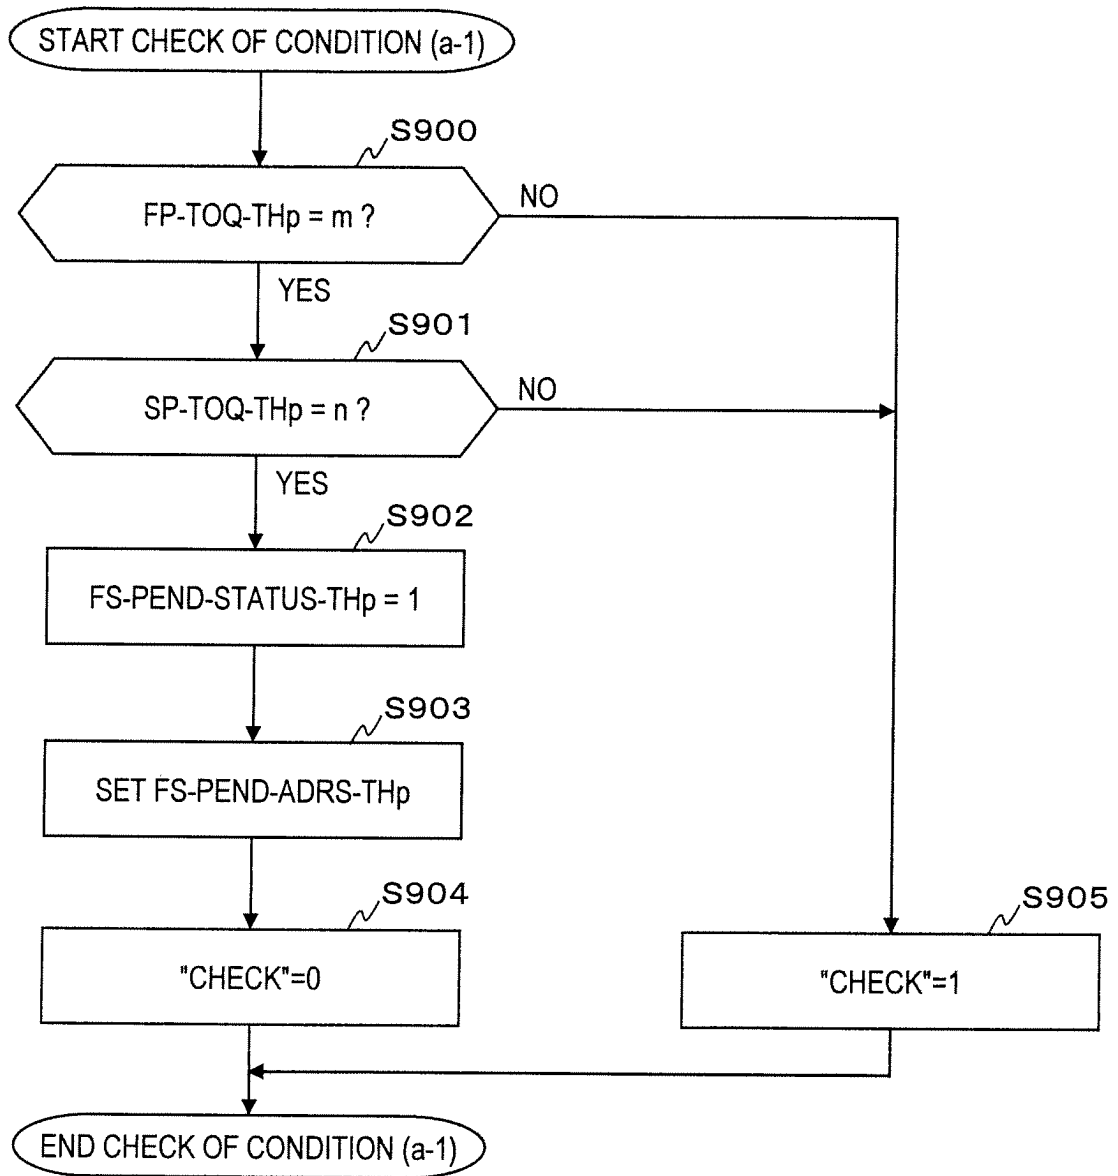 START CHECK OF CONDITION (a-1)
S900
FP-TOQ-THp = m ?
NO
YES
S901
SP-TOQ-THp = n ?
NO
YES
S902
FS-PEND-STATUS-THp = 1
S903
SET FS-PEND-ADRS-THp
S904
"CHECK"=0
S905
"CHECK"=1
END CHECK OF CONDITION (a-1)